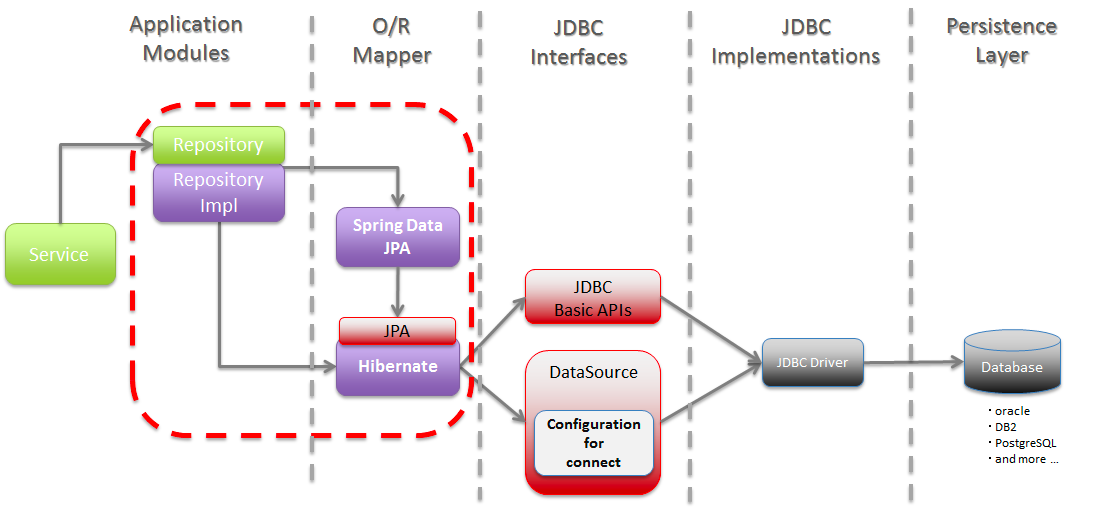 Application
Modules
O/R
Mapper
JDBC
Interfaces
JDBC
Implementations
Persistence
Layer
Repository
Repository
Impl
Service
Spring Data
JPA
JPA
Hibernate
JDBC
Basic APIs
DataSource
Configuration
for
connect
JDBC Driver
Database
・oracle
・DB2
・PostgreSQL
・and more ...